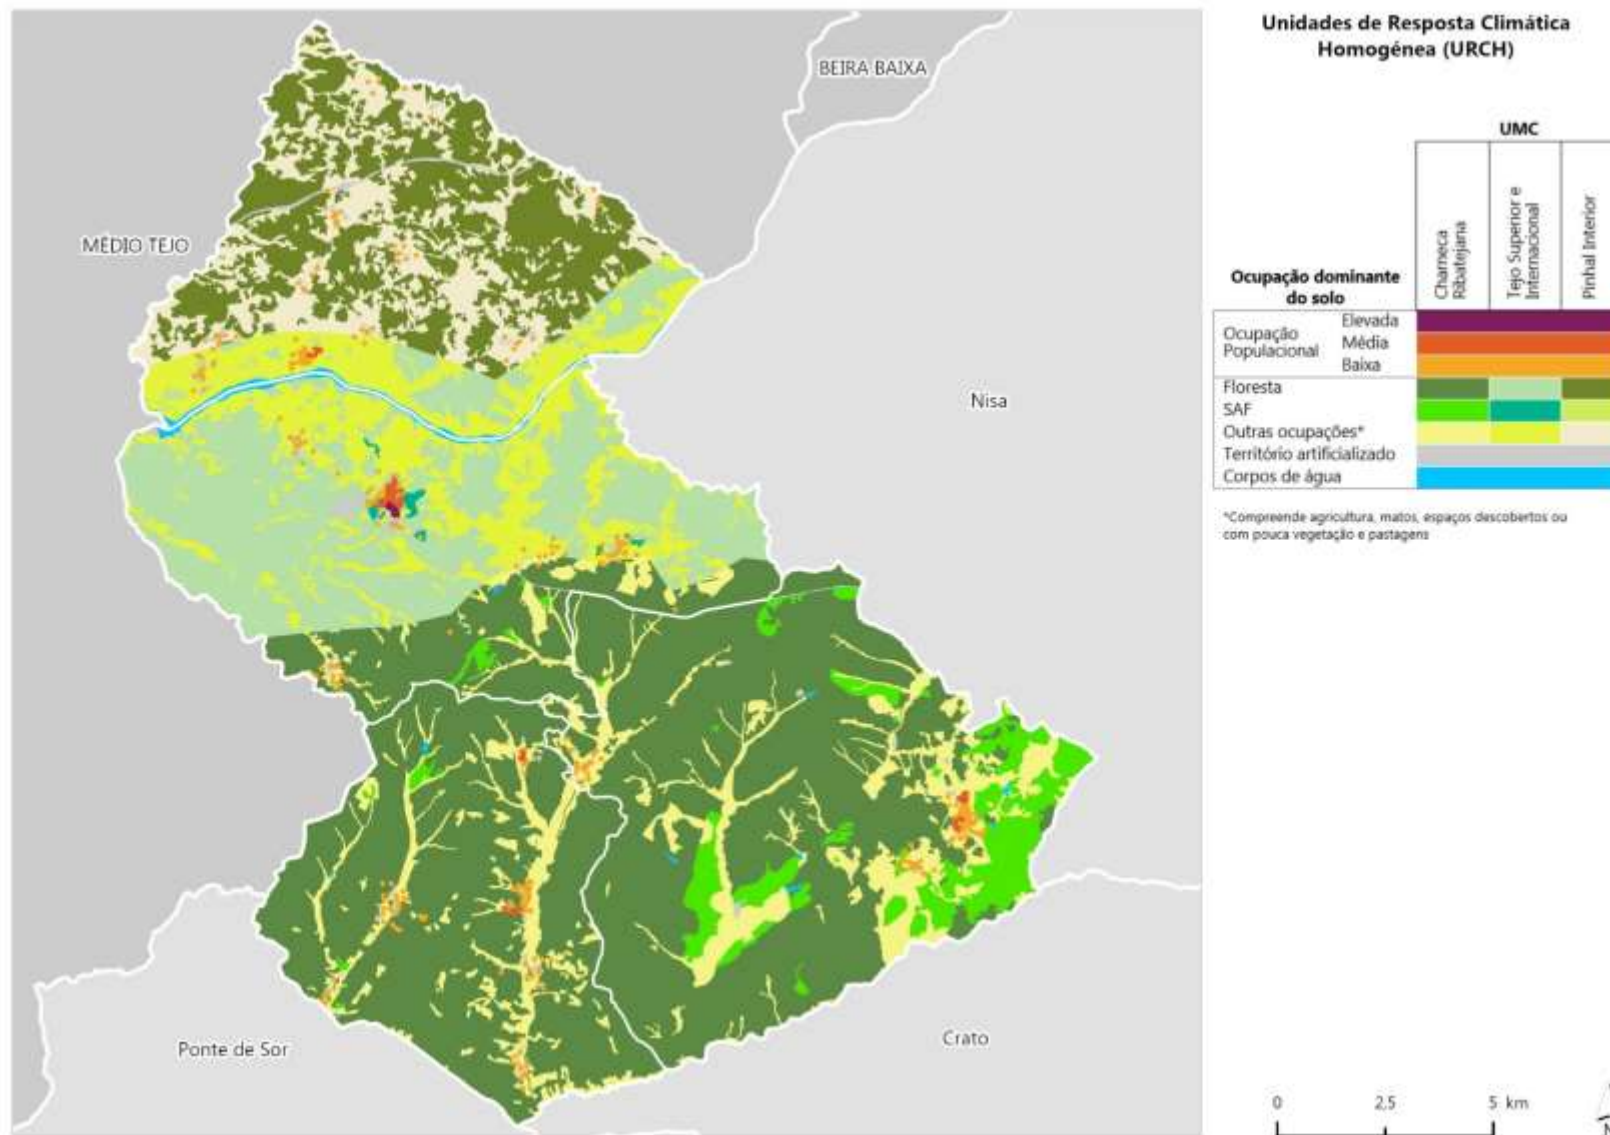 Unidades de Resposta Climática
Homogénea (URCH)
BEIRA BAIXA
MÉDIO TEJO
Nisa
Ponte de Sor
Crato
UMC
Charneca
Ribatejana
Tejo Superior e
Internacional
Pinhal Interior
Ocupação dominante
do solo
Ocupação
Populacional
Elevada
Média
Baixa
Floresta
SAF
Outras ocupações*
Território artificializado
Corpos de água
*Compreende agricultura, matos, espaços descobertos ou
com pouca vegetação e pastagens
0 2,5 5 km
N